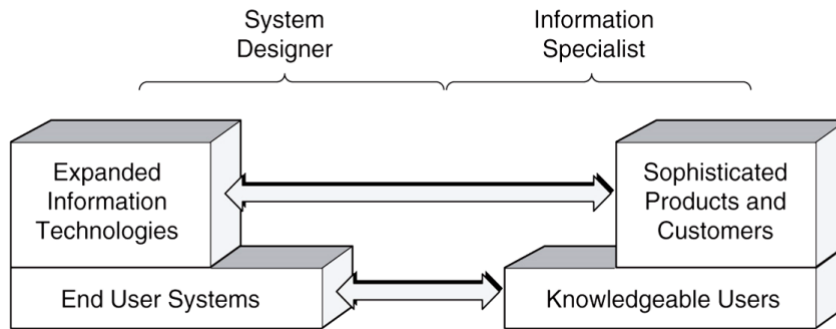 System
Designer
Information
Specialist
Expanded
Information
Technologies
Sophisticated
Products and
Customers
End User Systems
Knowledgeable Users